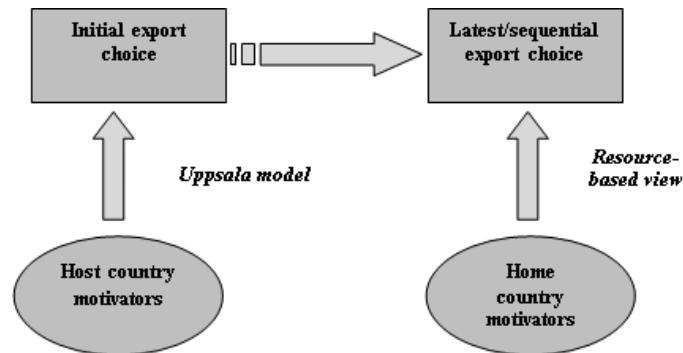 Initial export
choice
Latest/sequential
export choice
Uppsala model
Resource-
based view
Host country
motivators
Home
country
motivators